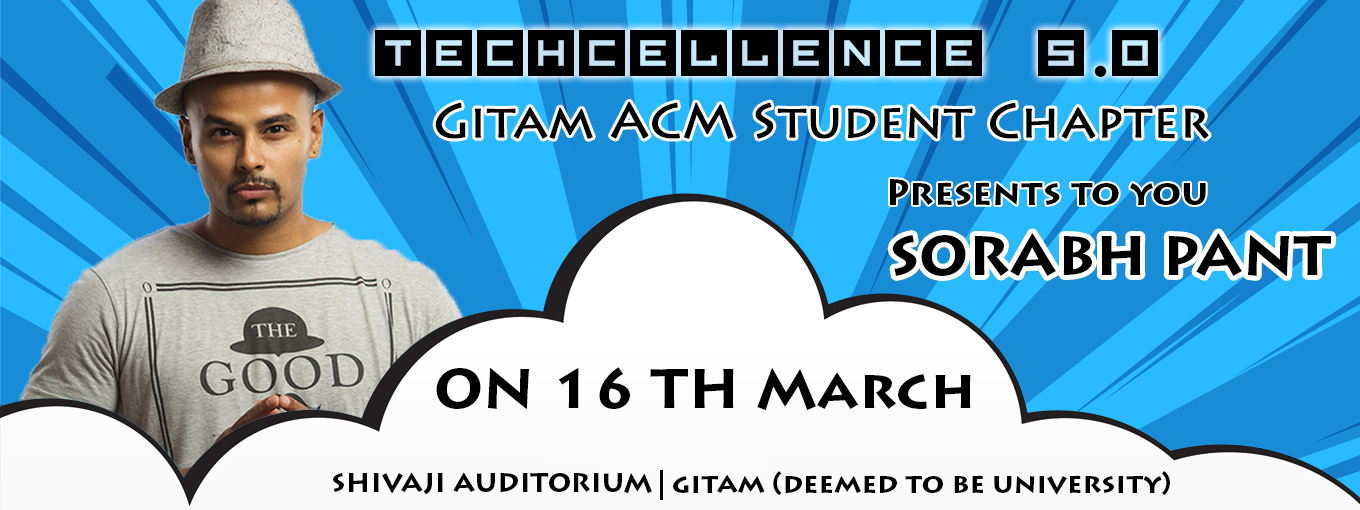 TECHCELLENCE 5.0
GITAM ACM STUDENT CHAPTER
PRESENTS TO YOU
SORABH PANT
THE
GOOD
ON 16 TH MARCH
SHIVAJI AUDITORIUM| GITAM (DEEMED TO BE UNIVERSITY)